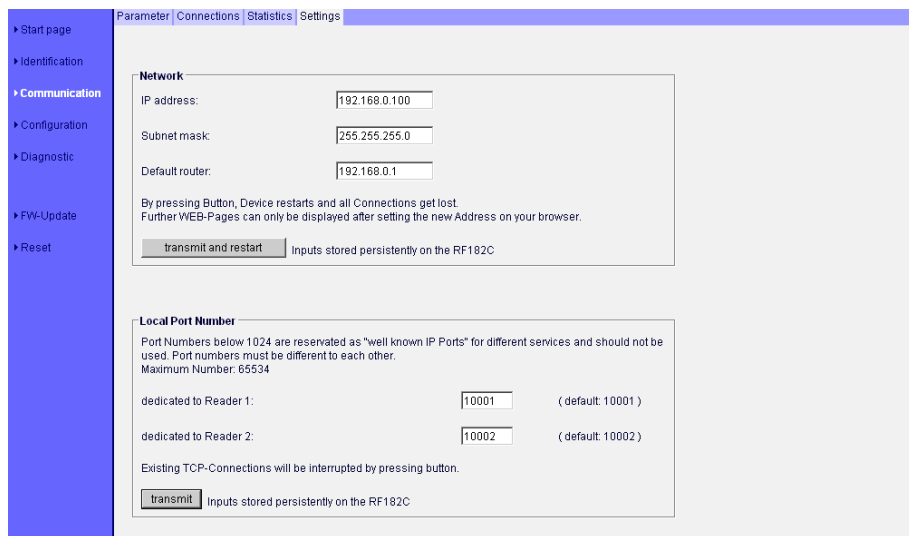 Start page
Identification
Communication
Configuration
Diagnostic
FW-Update
Reset
Parameter Connections Statistics Settings
Network
IP address: 192.168.0.100
Subnet mask: 255.255.255.0
Default router: 192.168.0.1
By pressing Button, Device restarts and all Connections get lost.
Further WEB-Pages can only be displayed after setting the new Address on your browser.
transmit and restart Inputs stored persistently on the RF182C
Local Port Number
Port Numbers below 1024 are reservated as "well known IP Ports" for different services and should not be
used. Port numbers must be different to each other.
Maximum Number: 65534
dedicated to Reader 1: 10001 ( default: 10001 )
dedicated to Reader 2: 10002 ( default: 10002 )
Existing TCP-Connections will be interrupted by pressing button.
transmit Inputs stored persistently on the RF182C